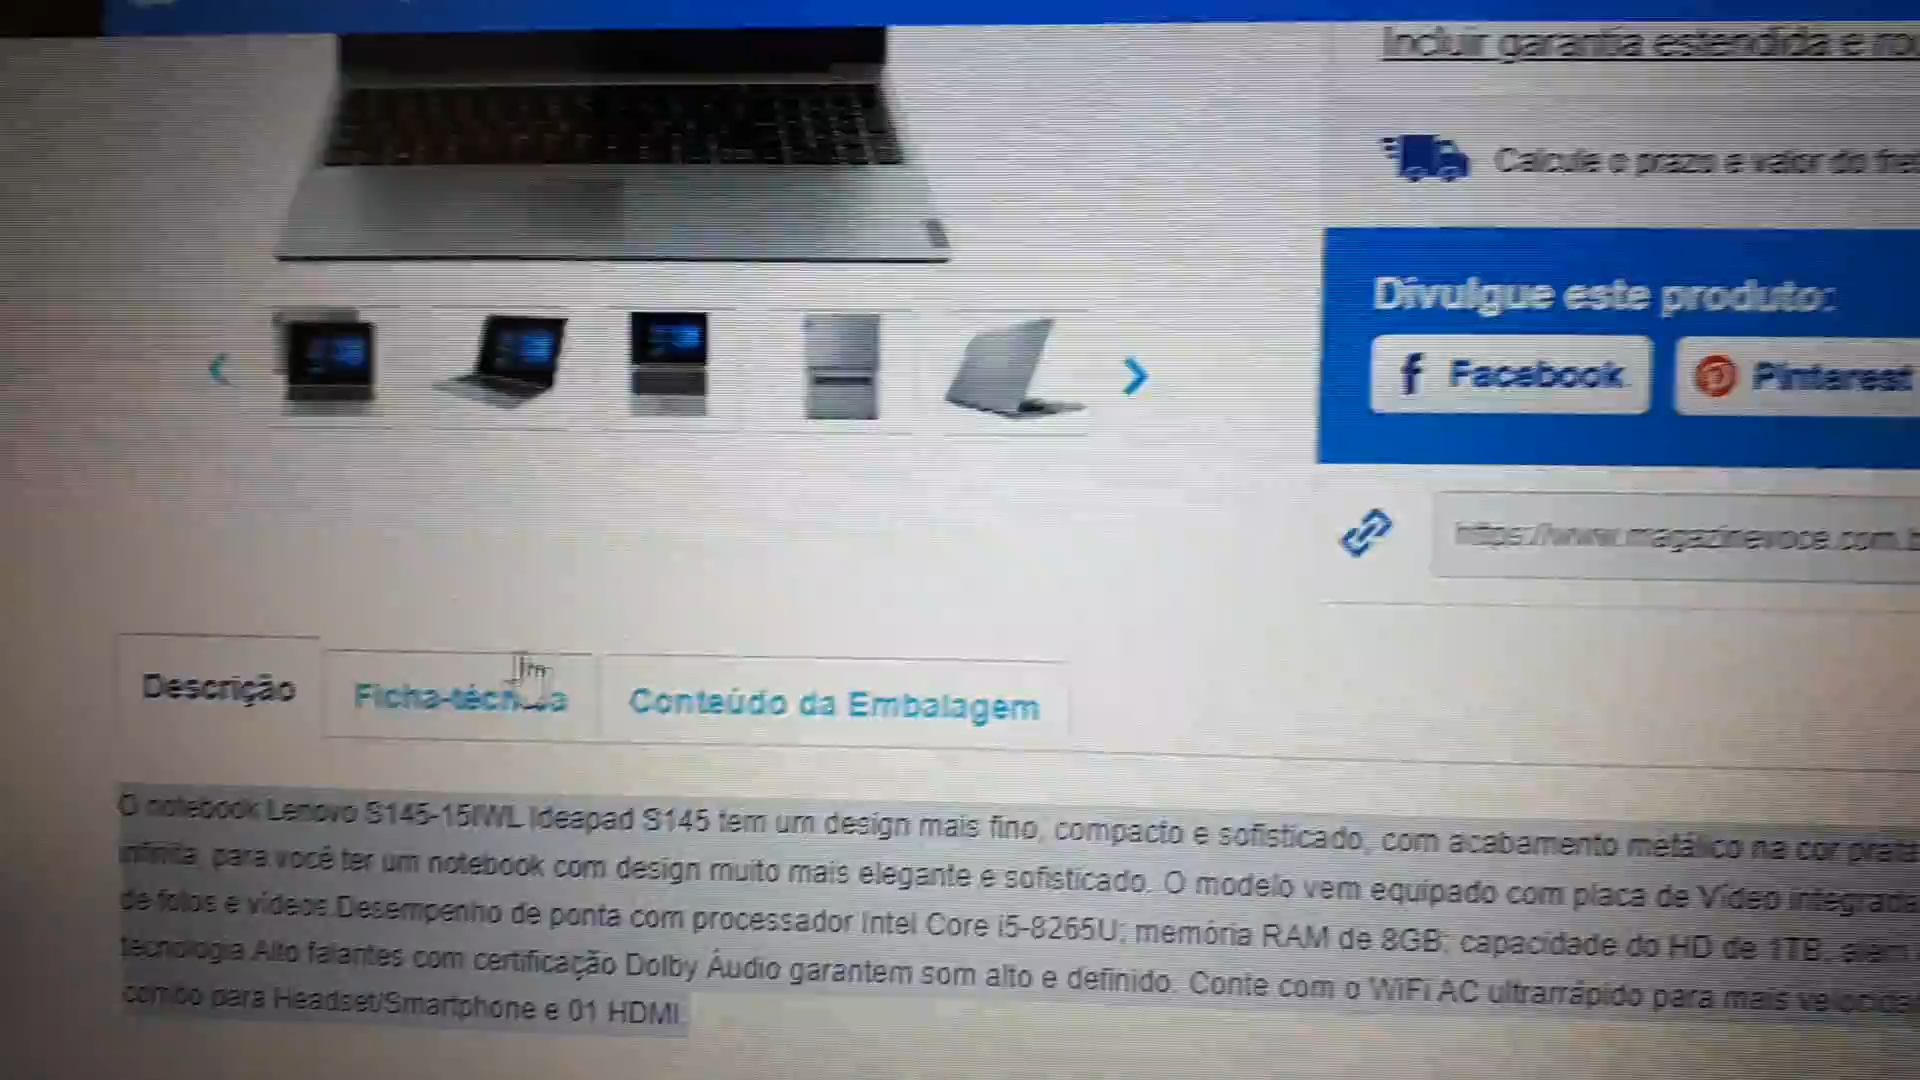 Incluir garantia estendida e
Calcule o prazo e valor do
Divulgue este produto:
Facebook
Pinterest
https://www.magazinevoce.com.b
Descrição
Ficha-técnica
Conteúdo da Embalagem
O notebook Lenovo S145-15IWL Ideapad S145 tem um design mais fino, compacto e sofisticado, com acabamento metálico na cor prata
infinita, para você ter um notebook com design muito mais elegante e sofisticado. O modelo vem equipado com placa de Vídeo integrada
de fotos e vídeos.Desempenho de ponta com processador Intel Core i5-8265U; memória RAM de 8GB; capacidade do HD de 1TB, além
tecnologia.Alto falantes com certificação Dolby Áudio garantem som alto e definido. Conte com o WiFi AC ultrarrápido para mais
combo para Headset/Smartphone e 01 HDMI.